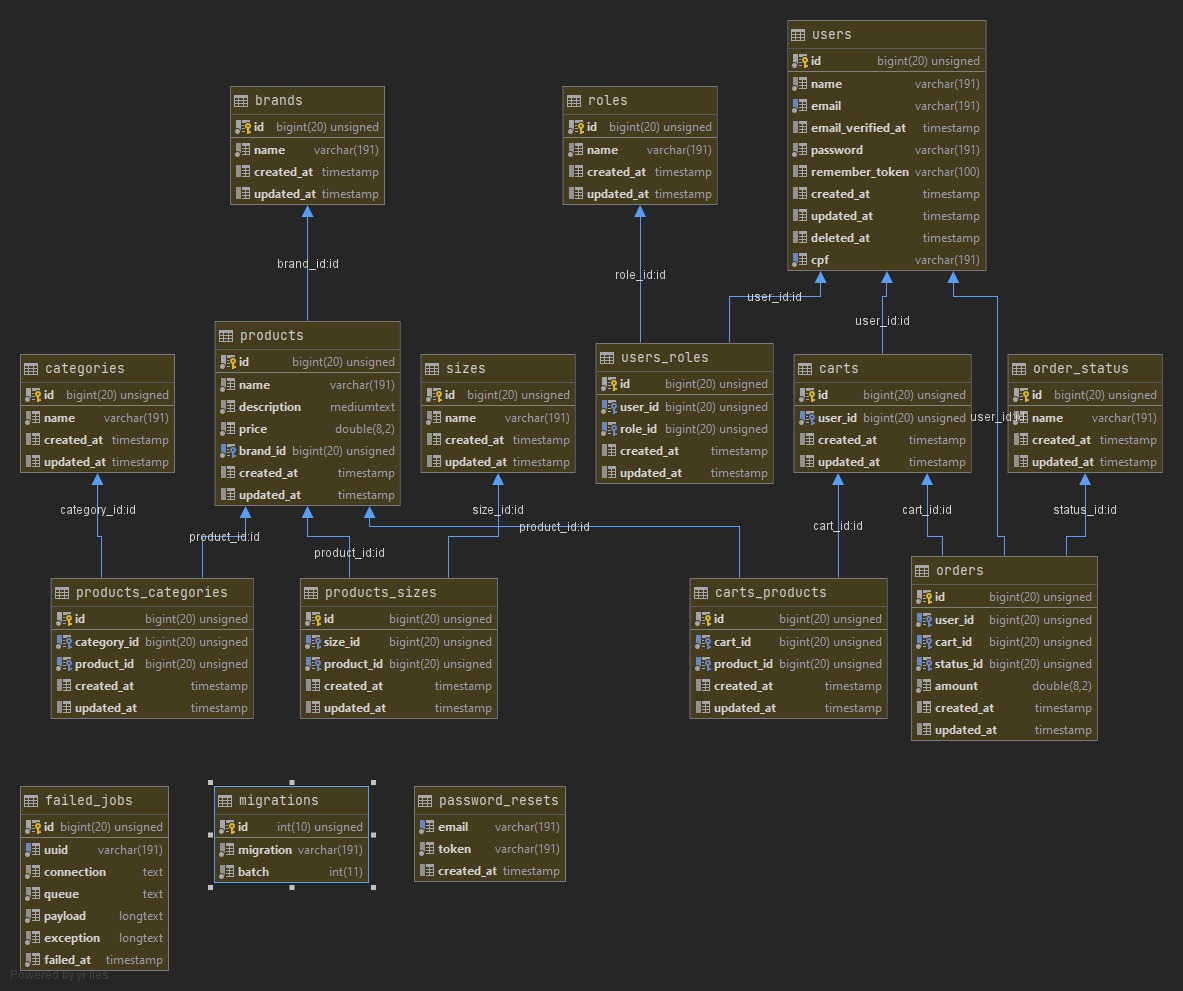 users
id bigint(20) unsigned
name varchar(191)
email varchar(191)
email_verified_at timestamp
password varchar(191)
remember_token varchar(100)
created_at timestamp
updated_at timestamp
deleted_at timestamp
cpf varchar(191)
brands
id bigint(20) unsigned
name varchar(191)
created_at timestamp
updated_at timestamp
roles
id bigint(20) unsigned
name varchar(191)
created_at timestamp
updated_at timestamp
brand_id:id
role_id:id
user_id:id
user_id:id
user_id:id
categories
id bigint(20) unsigned
name varchar(191)
created_at timestamp
updated_at timestamp
products
id bigint(20) unsigned
name varchar(191)
description mediumtext
price double(8,2)
brand_id bigint(20) unsigned
created_at timestamp
updated_at timestamp
sizes
id bigint(20) unsigned
name varchar(191)
created_at timestamp
updated_at timestamp
users_roles
id bigint(20) unsigned
user_id bigint(20) unsigned
role_id bigint(20) unsigned
created_at timestamp
updated_at timestamp
carts
id bigint(20) unsigned
user_id bigint(20) unsigned
created_at timestamp
updated_at timestamp
order_status
id bigint(20) unsigned
name varchar(191)
created_at timestamp
updated_at timestamp
category_id:id
product_id:id
product_id:id
size_id:id
product_id:id
cart_id:id
cart_id:id
status_id:id
products_categories
id bigint(20) unsigned
category_id bigint(20) unsigned
product_id bigint(20) unsigned
created_at timestamp
updated_at timestamp
products_sizes
id bigint(20) unsigned
size_id bigint(20) unsigned
product_id bigint(20) unsigned
created_at timestamp
updated_at timestamp
carts_products
id bigint(20) unsigned
cart_id bigint(20) unsigned
product_id bigint(20) unsigned
created_at timestamp
updated_at timestamp
orders
id bigint(20) unsigned
user_id bigint(20) unsigned
cart_id bigint(20) unsigned
status_id bigint(20) unsigned
amount double(8,2)
created_at timestamp
updated_at timestamp
failed_jobs
id bigint(20) unsigned
uuid varchar(191)
connection text
queue text
payload longtext
exception longtext
failed_at timestamp
migrations
id int(10) unsigned
migration varchar(191)
batch int(11)
password_resets
email varchar(191)
token varchar(191)
created_at timestamp
Powered by yFiles